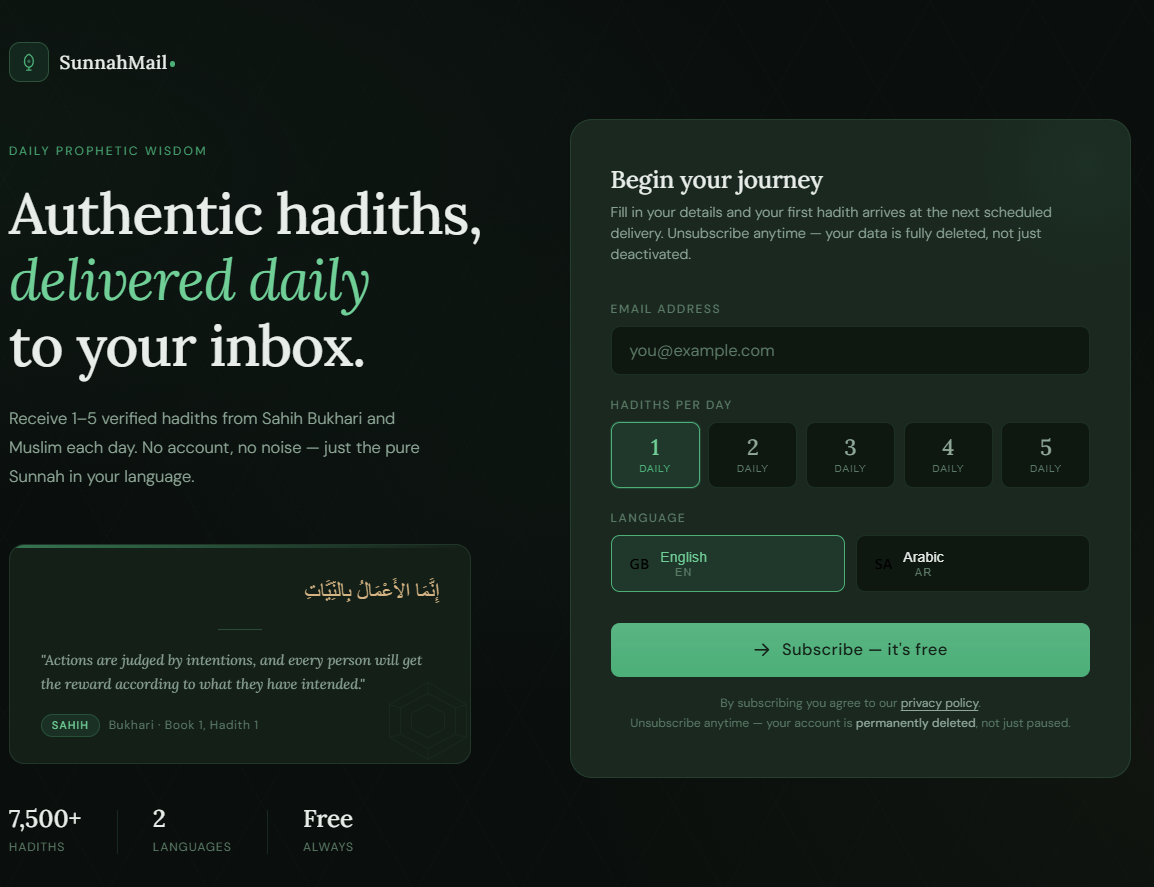 SunnahMail
DAILY PROPHETIC WISDOM
Authentic hadiths,
delivered daily
to your inbox.
Receive 1–5 verified hadiths from Sahih Bukhari and
Muslim each day. No account, no noise — just the pure
Sunnah in your language.
إِنَّمَا الأَعْمَالُ بِالنِّيَّاتِ
"Actions are judged by intentions, and every person will get
the reward according to what they have intended."
SAHIH Bukhari · Book 1, Hadith 1
7,500+
HADITHS
2
LANGUAGES
Free
ALWAYS
Begin your journey
Fill in your details and your first hadith arrives at the next scheduled
delivery. Unsubscribe anytime — your data is fully deleted, not just
deactivated.
EMAIL ADDRESS
you@example.com
HADITHS PER DAY
1
DAILY
2
DAILY
3
DAILY
4
DAILY
5
DAILY
LANGUAGE
GB English
EN
SA Arabic
AR
→ Subscribe — it's free
By subscribing you agree to our privacy policy.
Unsubscribe anytime — your account is permanently deleted, not just paused.